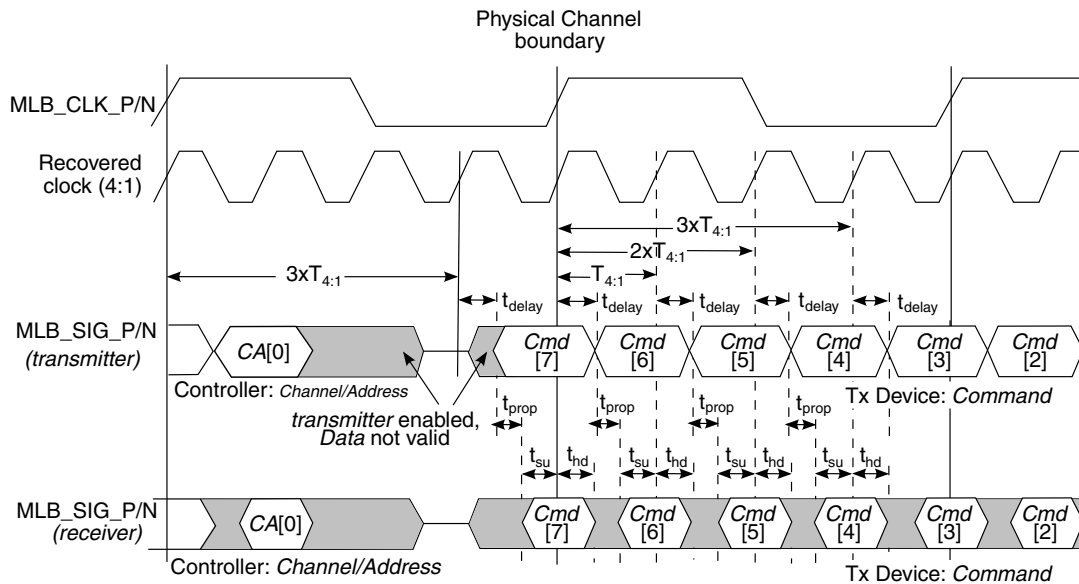 Physical Channel
boundary
MLB_CLK_P/N
Recovered
clock (4:1)
3xT4:1
2xT4:1
3xT4:1
T4:1
tdelay tdelay tdelay tdelay tdelay
MLB_SIG_P/N
(transmitter)
CA[0]
Cmd
[7]
Cmd
[6]
Cmd
[5]
Cmd
[4]
Cmd
[3]
Cmd
[2]
Controller: Channel/Address
Tx Device: Command
transmitter enabled,
Data not valid
tprop tprop tprop tprop
tsu thd tsu thd tsu thd tsu thd
MLB_SIG_P/N
(receiver)
CA[0]
Cmd
[7]
Cmd
[6]
Cmd
[5]
Cmd
[4]
Cmd
[3]
Cmd
[2]
Controller: Channel/Address
Tx Device: Command